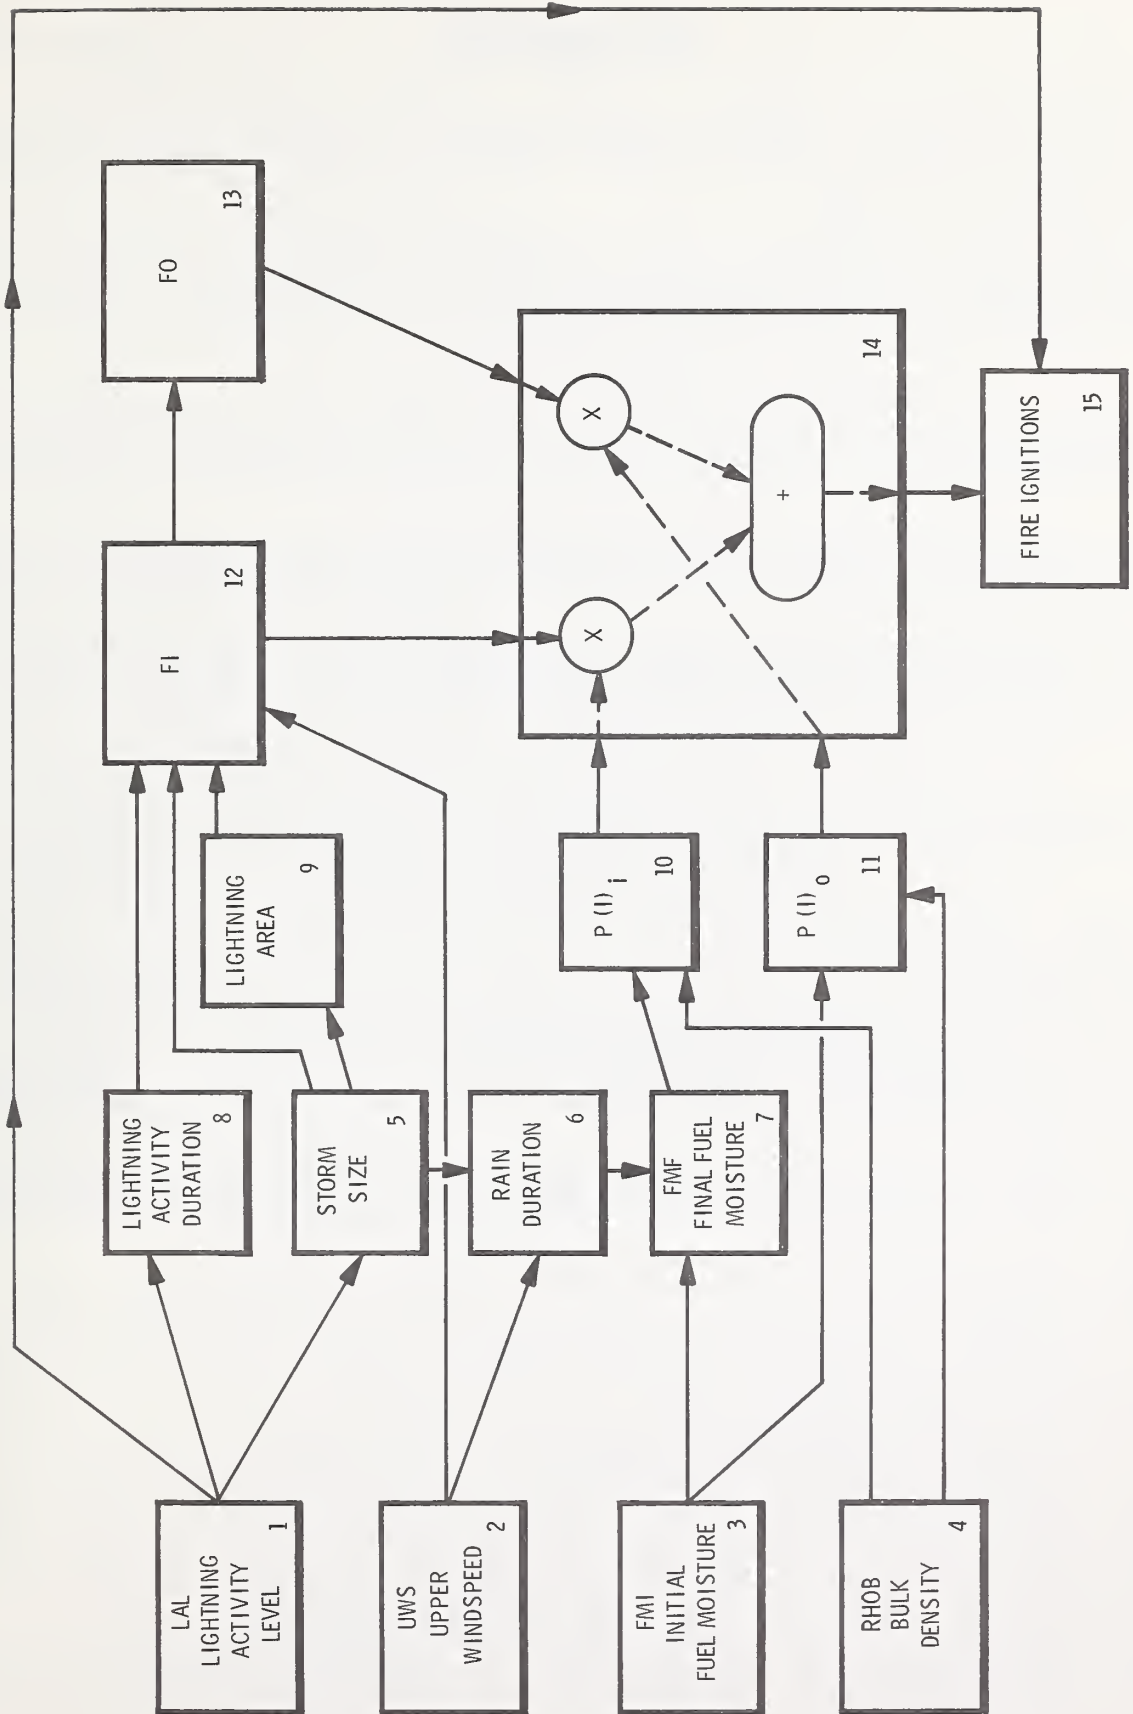 LAL
LIGHTNING
ACTIVITY
LEVEL
1
UWS
UPPER
WINDSPEED
2
FMI
INITIAL
FUEL MOISTURE
3
RHOB
BULK
DENSITY
4
LIGHTNING
ACTIVITY
DURATION
8
STORM
SIZE
5
RAIN
DURATION
6
FMF
FINAL FUEL
MOISTURE
7
LIGHTNING
AREA
9
P(I)i
10
P(I)o
11
FI
12
FO
13
X
X
+
14
FIRE IGNITIONS
15